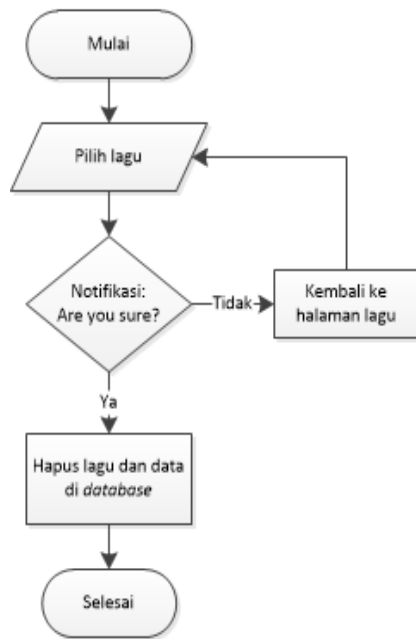 Mulai
Pilih lagu
Notifikasi:
Are you sure?
Tidak
Kembali ke
halaman lagu
Ya
Hapus lagu dan data
di database
Selesai